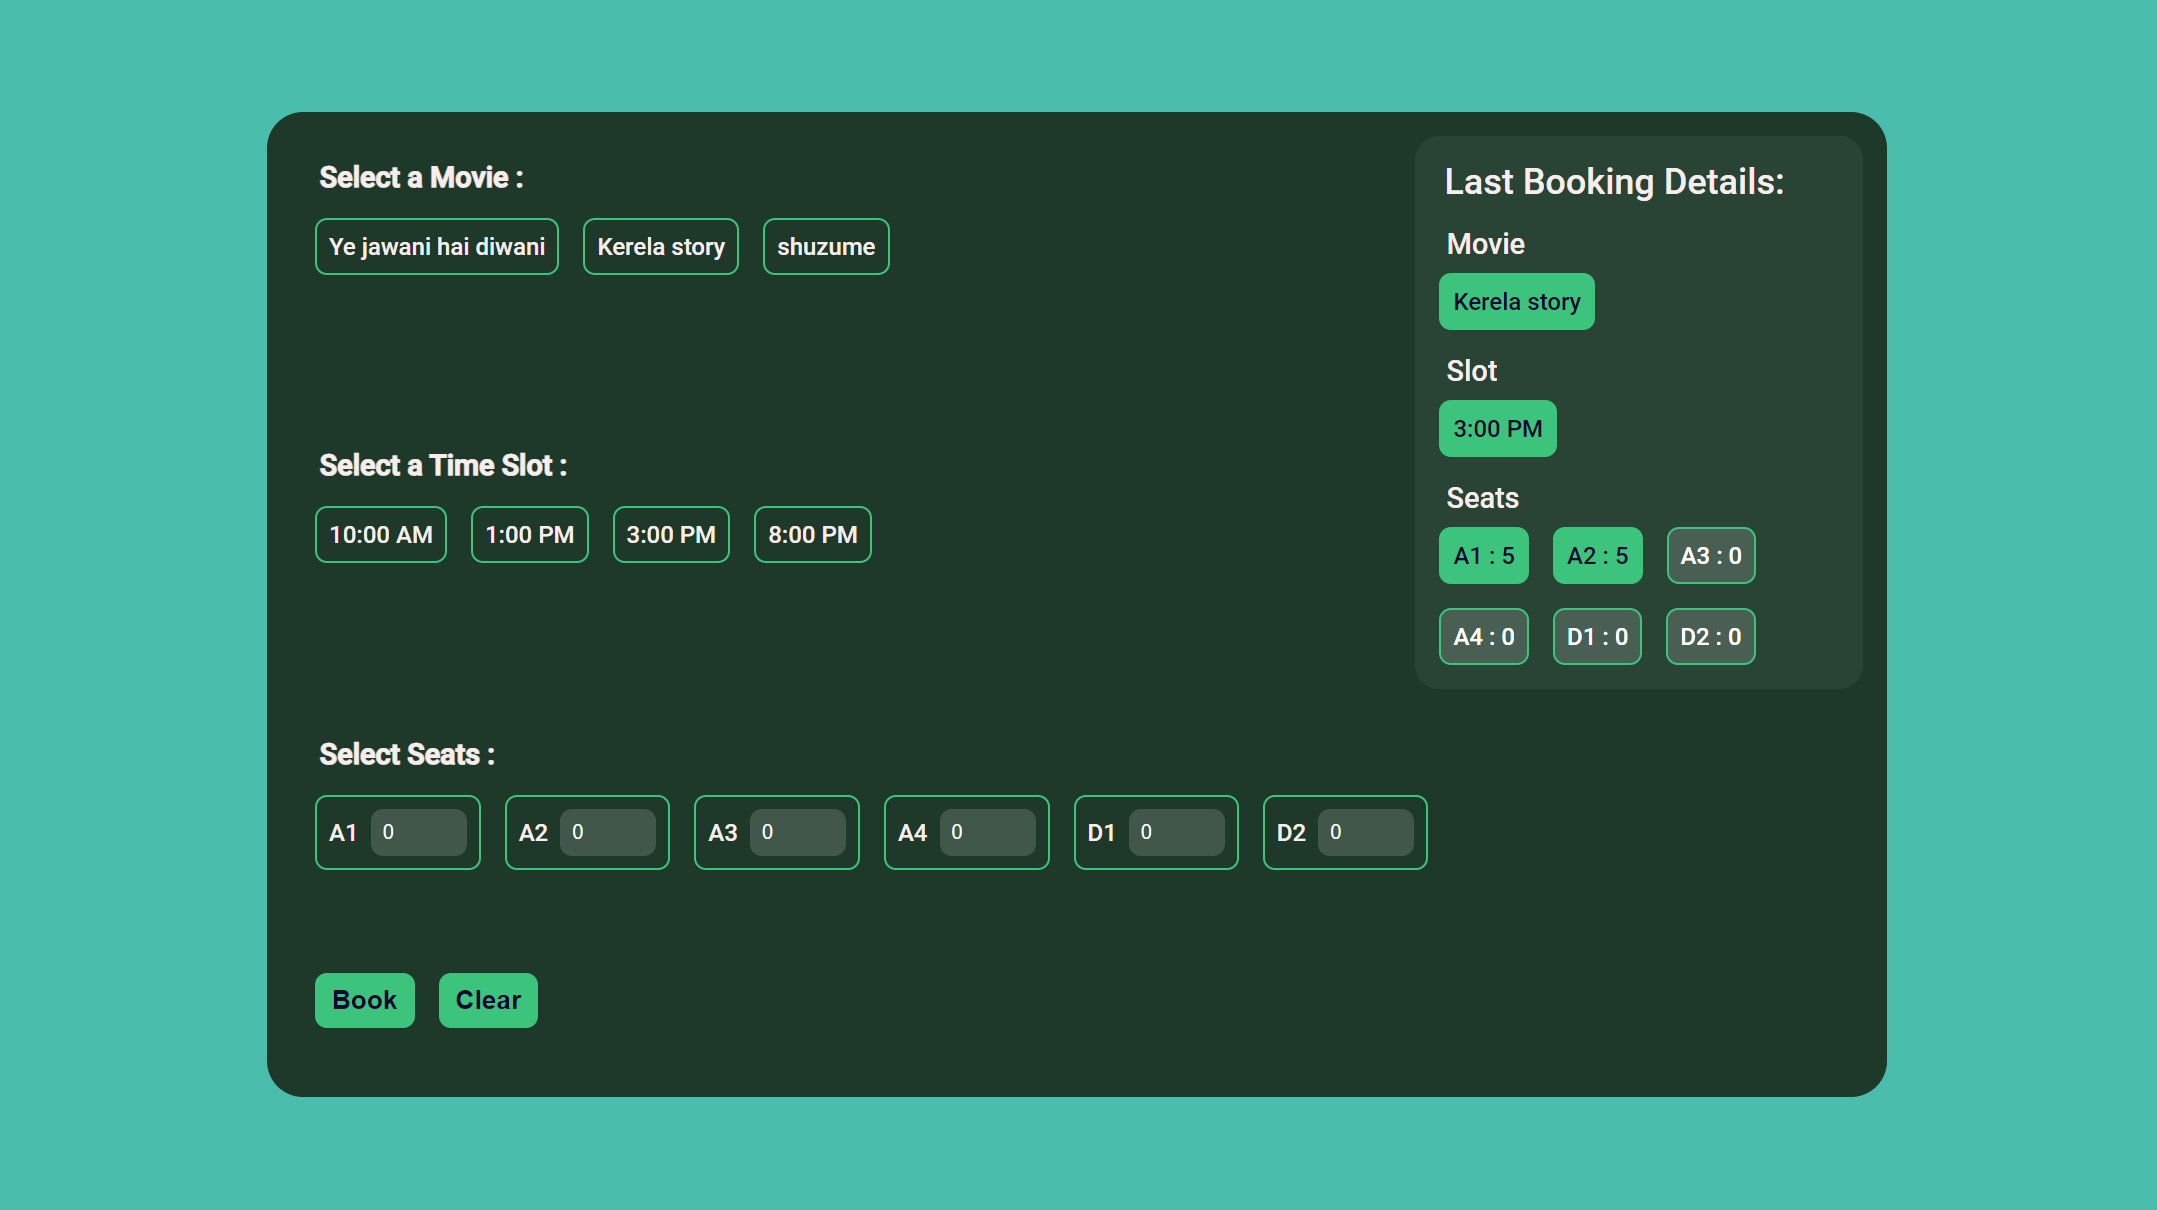 Select a Movie :
Ye jawani hai diwani Kerela story shuzume
Select a Time Slot :
10:00 AM 1:00 PM 3:00 PM 8:00 PM
Select Seats :
A1 0 A2 0 A3 0 A4 0 D1 0 D2 0
Book Clear
Last Booking Details:
Movie
Kerela story
Slot
3:00 PM
Seats
A1 : 5 A2 : 5 A3 : 0
A4 : 0 D1 : 0 D2 : 0